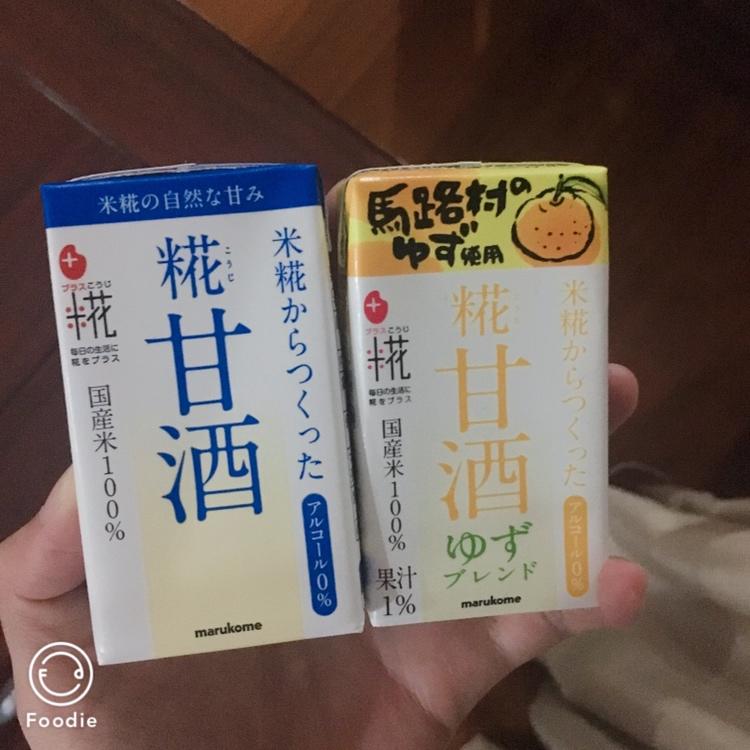 米糀の自然な甘み
米糀からつくった
糀
こうじ
甘酒
プラスこうじ
糀
毎日の生活に
糀をプラス
国産米100%
アルコール0%
marukome
馬路村の
ゆず使用
米糀からつくった
糀
甘酒
ゆず
ブレンド
プラスこうじ
糀
毎日の生活に
糀をプラス
国産米100%
果汁
1%
アルコール0%
marukome
Foodie